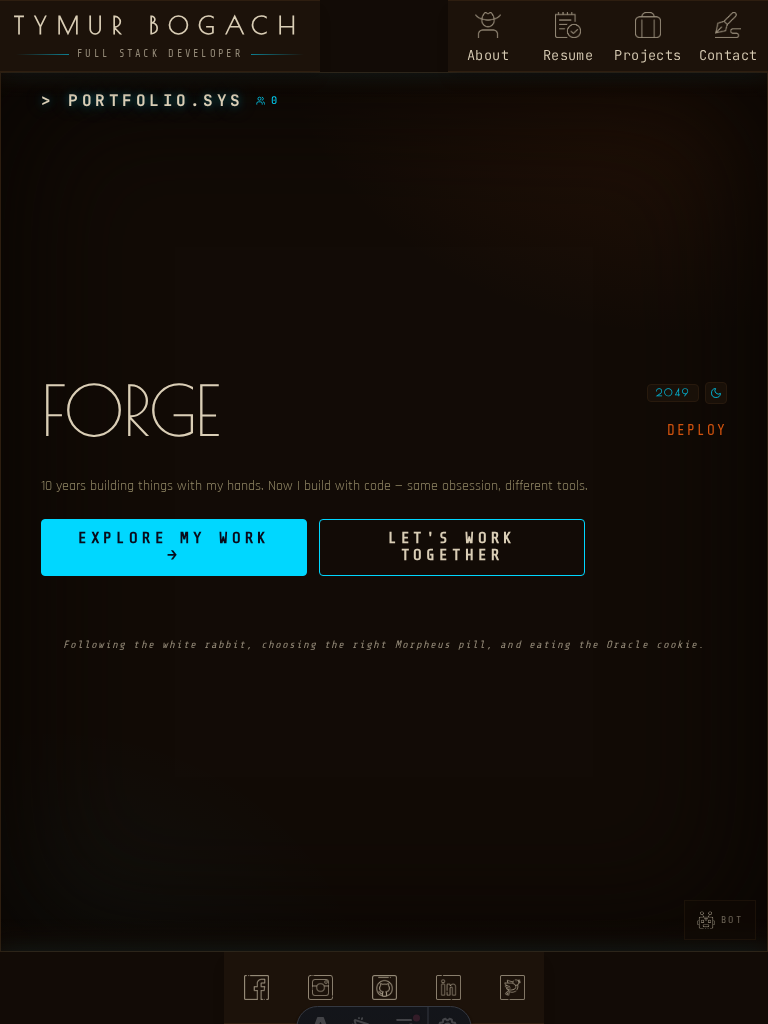 TYMUR BOGACH
FULL STACK DEVELOPER
About
Resume
Projects
Contact
> PORTFOLIO.SYS
0
FORGE
2049
DEPLOY
10 years building things with my hands. Now I build with code — same obsession, different tools.
EXPLORE MY WORK
→
LET'S WORK
TOGETHER
Following the white rabbit, choosing the right Morpheus pill, and eating the Oracle cookie.
BOT